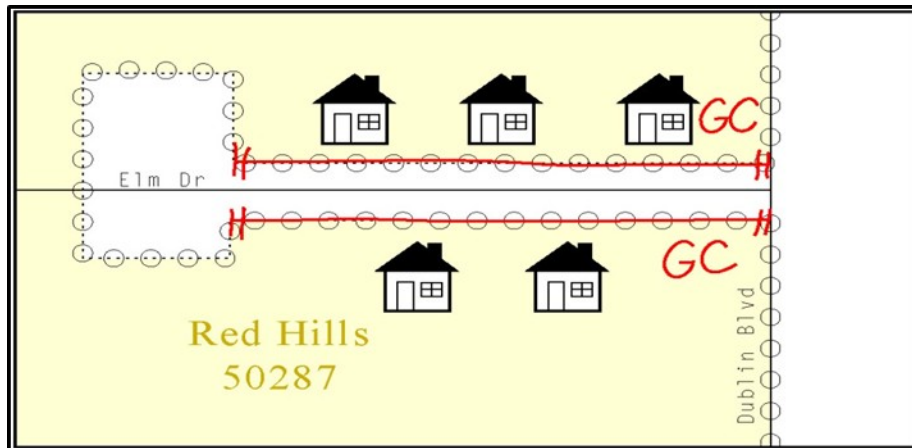 GC
Elm Dr
GC
Red Hills
50287
Dublin Blvd